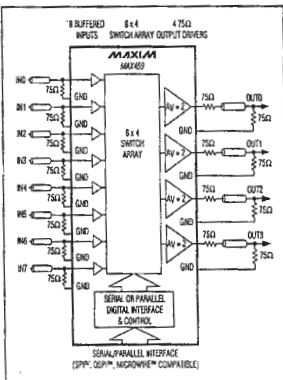 8 BUFFERED INPUTS
8 x 4 SWITCH ARRAY
4 75Ω OUTPUT DRIVERS
MAXIM
MAX459
IN0
75Ω
GND
IN1
75Ω
GND
IN2
75Ω
GND
IN3
75Ω
GND
IN4
75Ω
GND
IN5
75Ω
GND
IN6
75Ω
GND
IN7
75Ω
GND
8 x 4
SWITCH
ARRAY
AV = 2
75Ω
OUT0
75Ω
GND
AV = 2
75Ω
OUT1
75Ω
GND
AV = 2
75Ω
OUT2
75Ω
GND
AV = 2
75Ω
OUT3
75Ω
GND
SERIAL OR PARALLEL
DIGITAL INTERFACE
& CONTROL
SERIAL/PARALLEL INTERFACE
(SPI™, QSPI™, MICROWIRE™ COMPATIBLE)